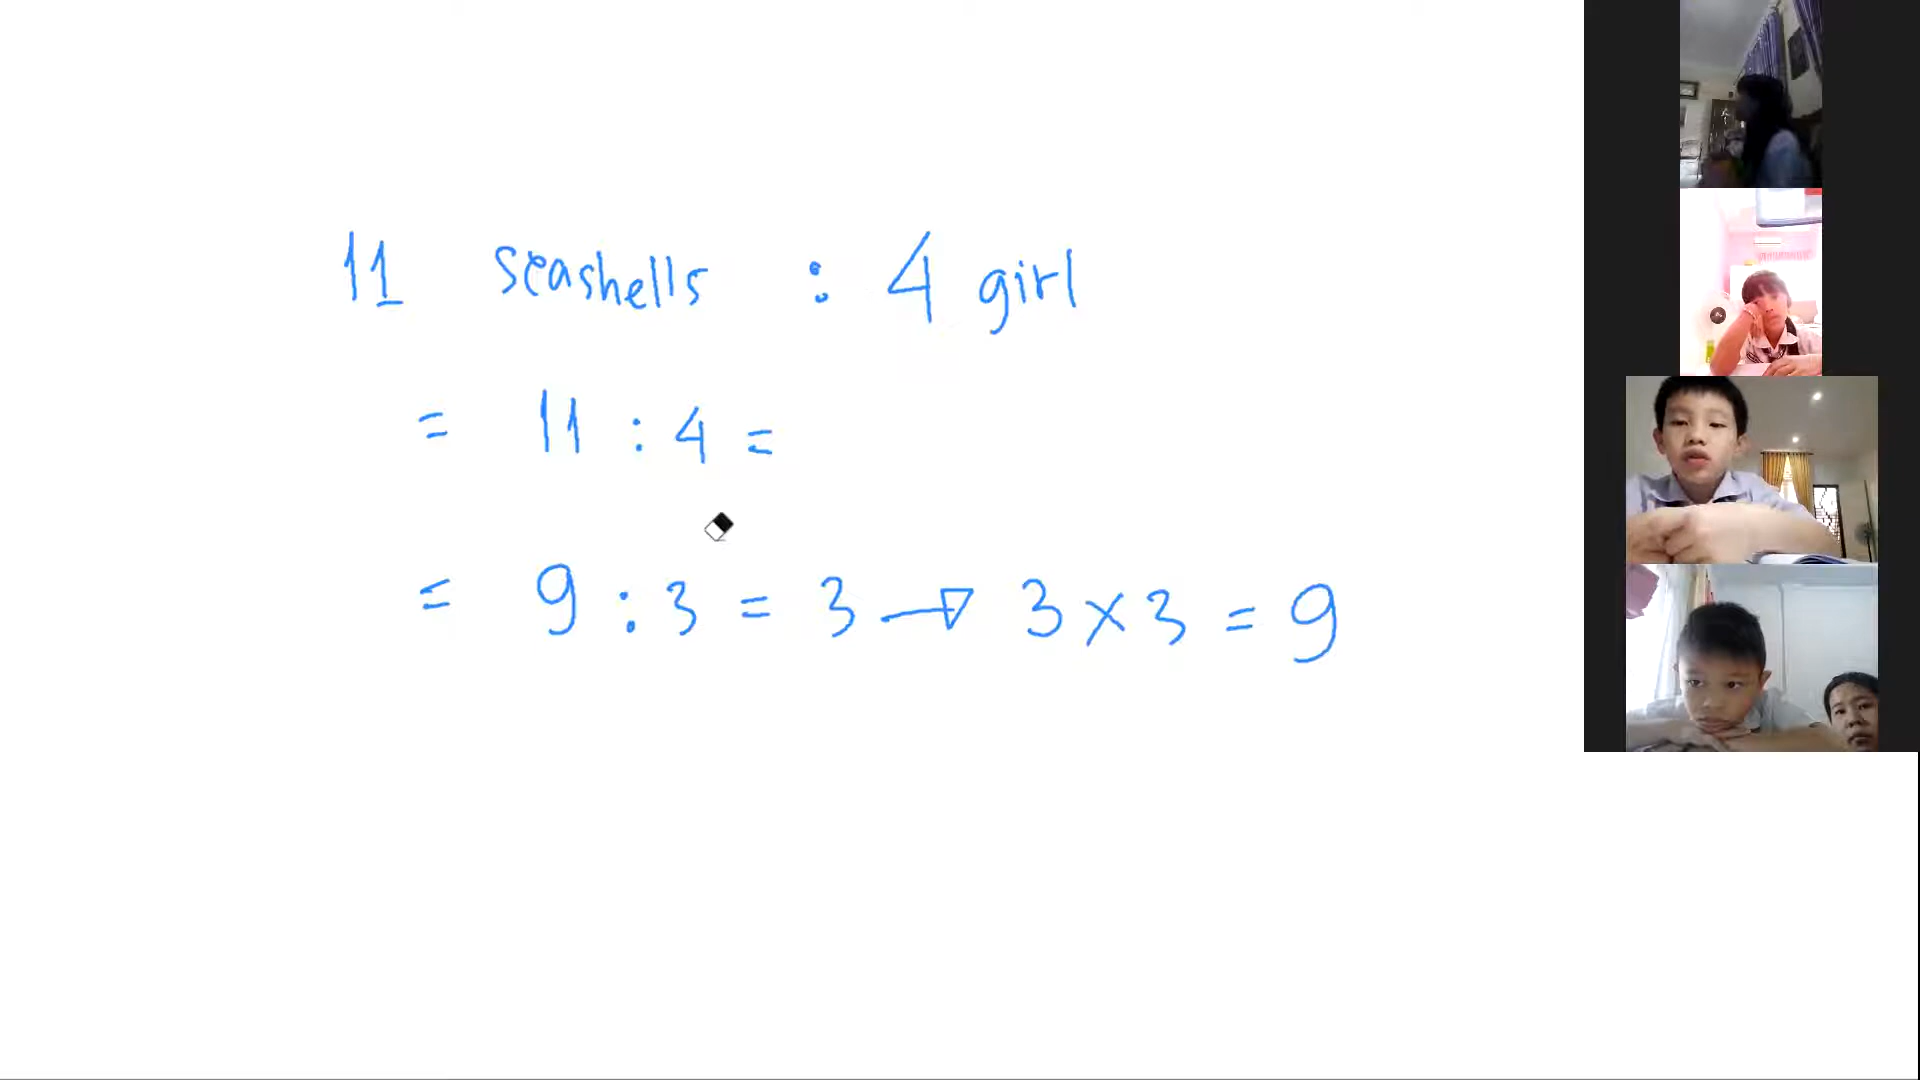 11 seashells : 4 girl
= 11 : 4 =
= 9 : 3 = 3 → 3 x 3 = 9